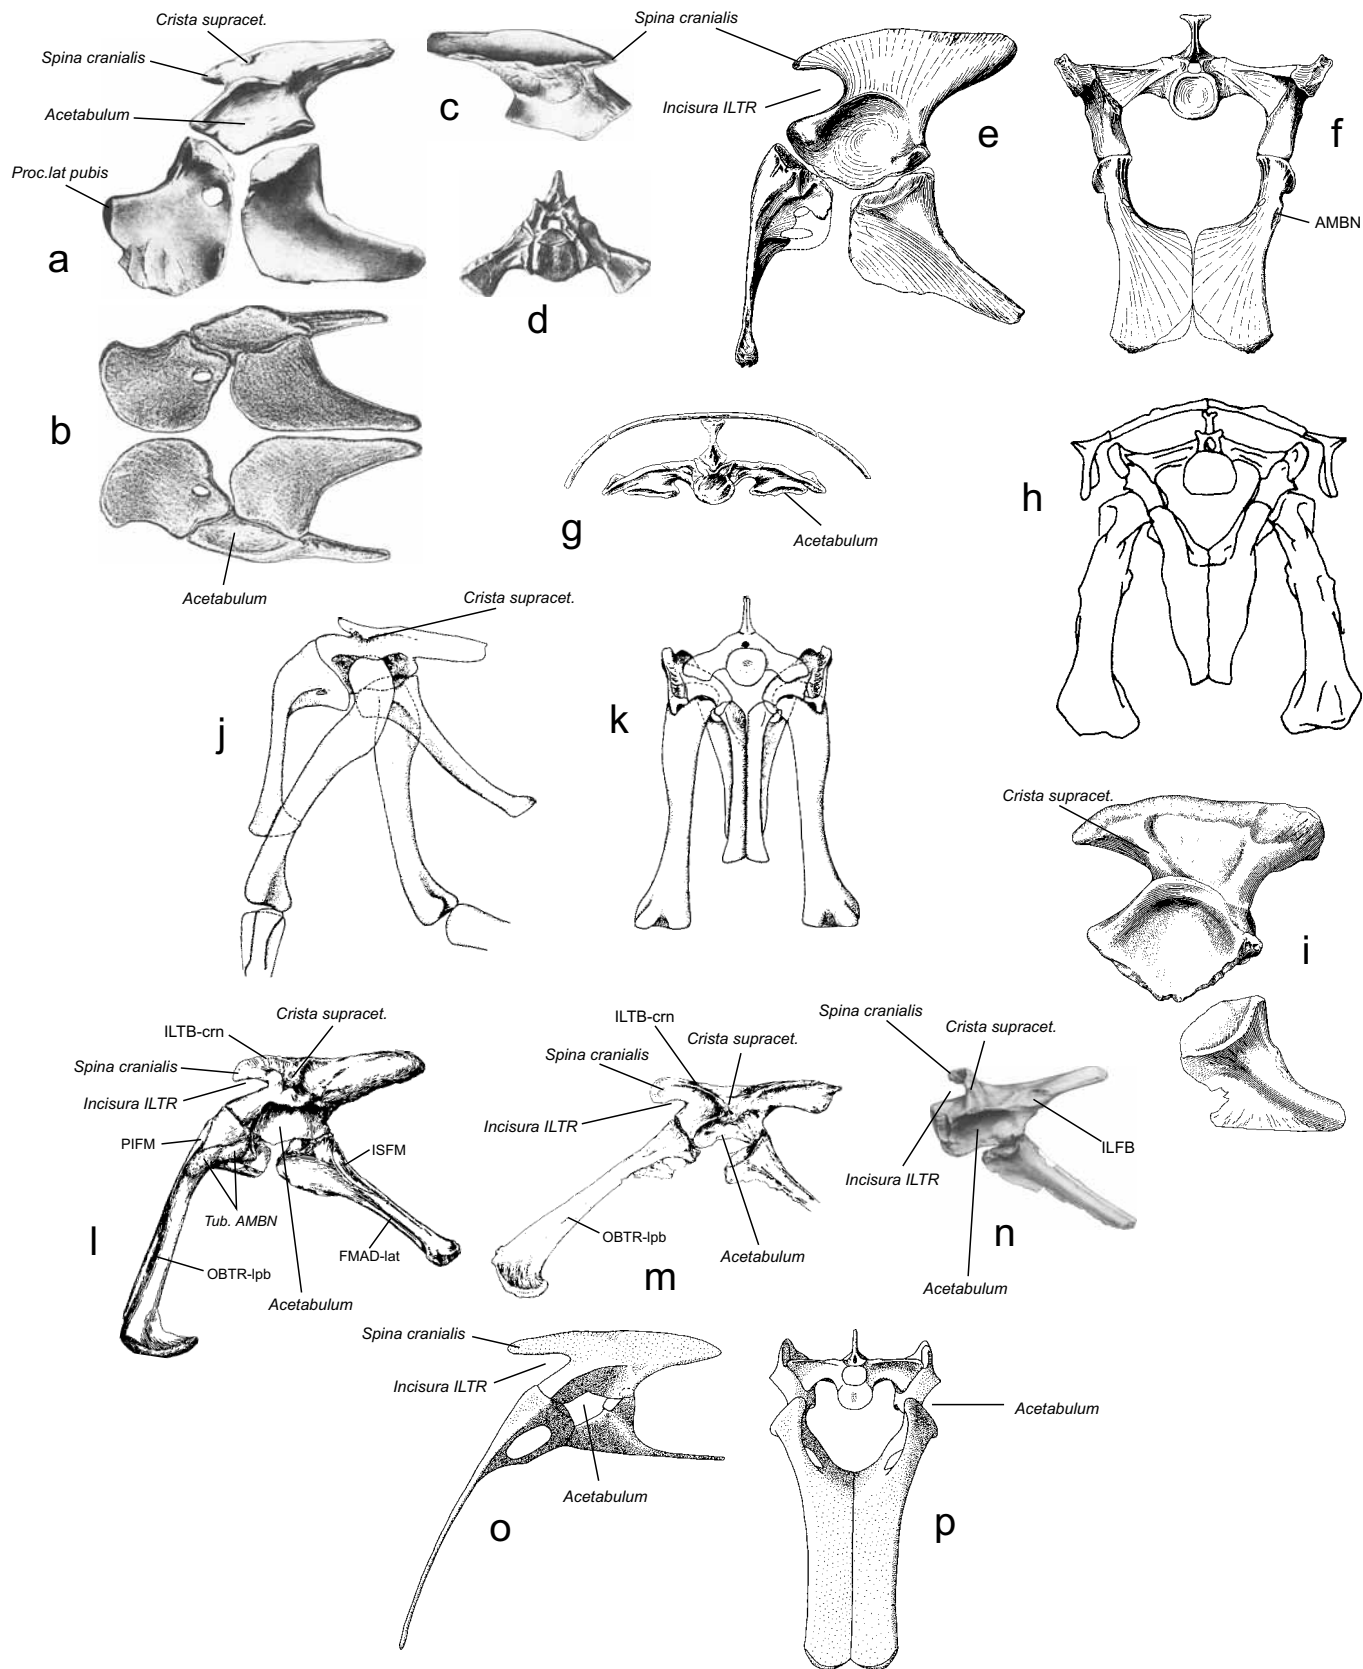 Crista supracet.
Spina cranialis
Acetabulum
Proc.lat pubis
a
b
Acetabulum
c
d
Spina cranialis
Incisura ILTR
e
f
AMBN
g
Acetabulum
h
Crista supracet.
j
k
Crista supracet.
i
ILTB-crn
Crista supracet.
Spina cranialis
Incisura ILTR
PIFM
ISFM
Tub. AMBN
l
FMAD-lat
OBTR-lpb
Acetabulum
ILTB-crn
Spina cranialis
Crista supracet.
Incisura ILTR
OBTR-lpb
m
Acetabulum
Spina cranialis
Crista supracet.
Incisura ILTR
ILFB
n
Acetabulum
Spina cranialis
Incisura ILTR
Acetabulum
o
Acetabulum
p